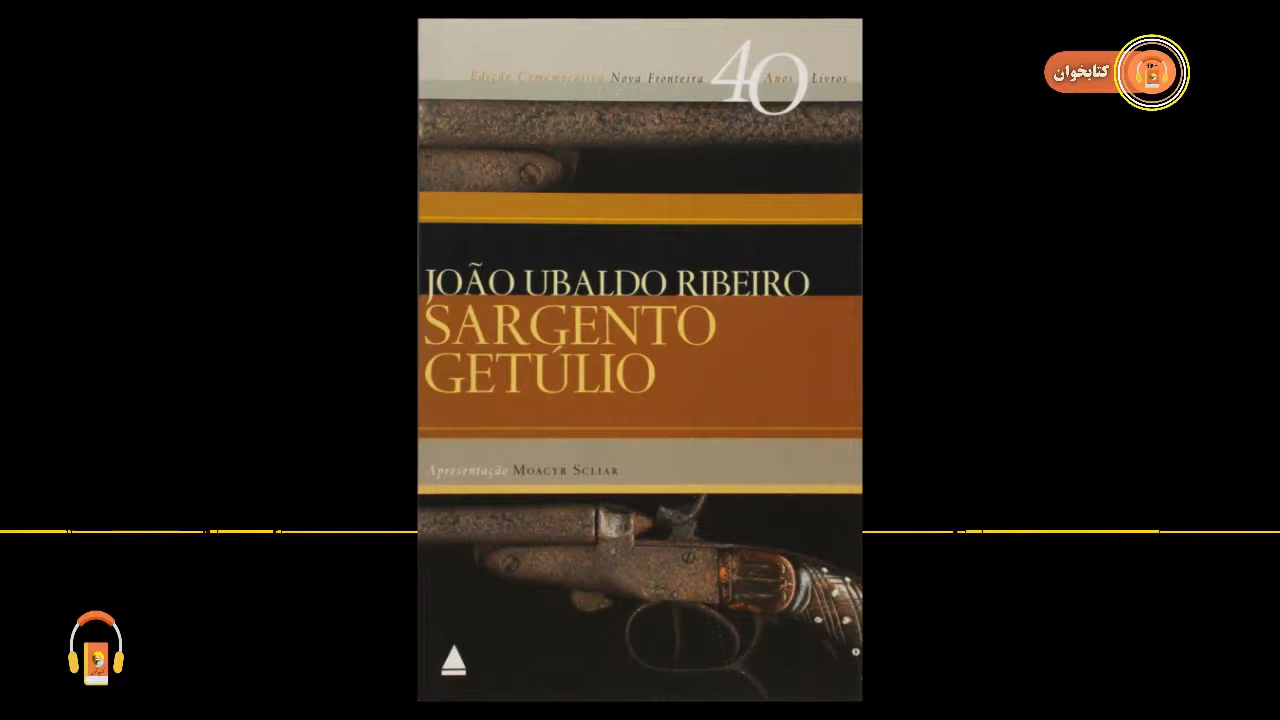 Edição Comemorativa Nova Fronteira 40 Anos Livros
کتابخوان
JOÃO UBALDO RIBEIRO
SARGENTO
GETÚLIO
Apresentação MOACYR SCLIAR